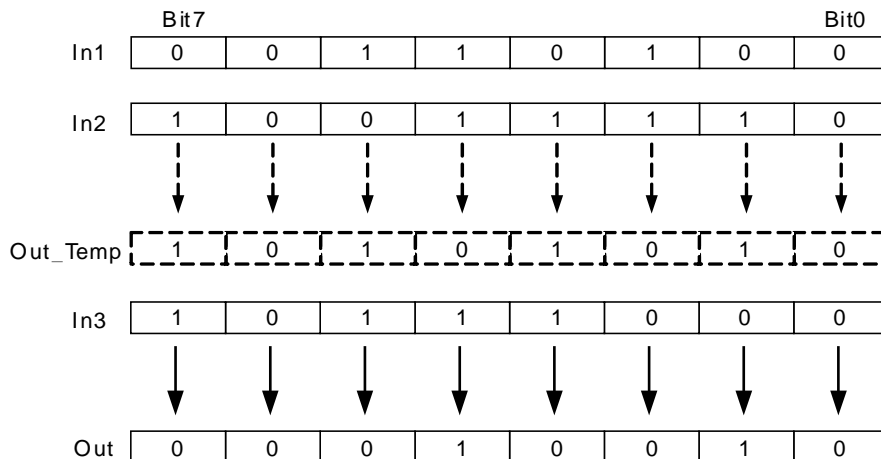 Bit7 Bit0
In1 0 0 1 1 0 1 0 0
In2 1 0 0 1 1 1 1 0
Out_Temp 1 0 1 0 1 0 1 0
In3 1 0 1 1 1 0 0 0
Out 0 0 0 1 0 0 1 0